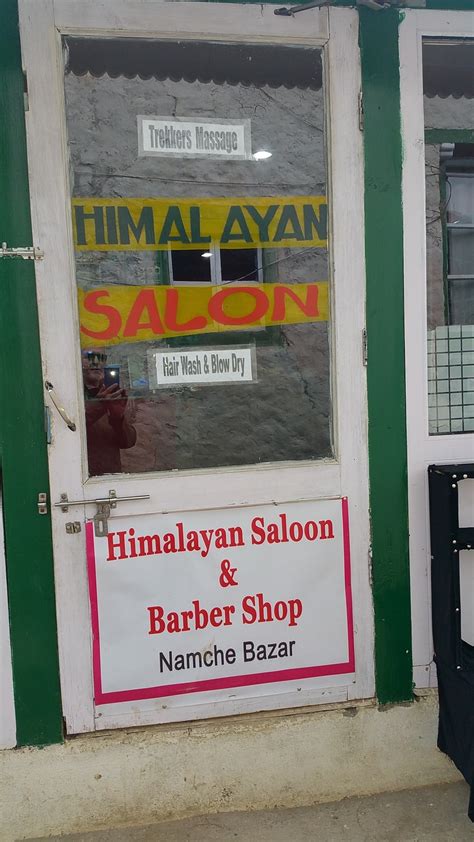 Trekkers Massage
HIMALAYAN
SALON
Hair Wash & Blow Dry
Himalayan Saloon
&
Barber Shop
Namche Bazar